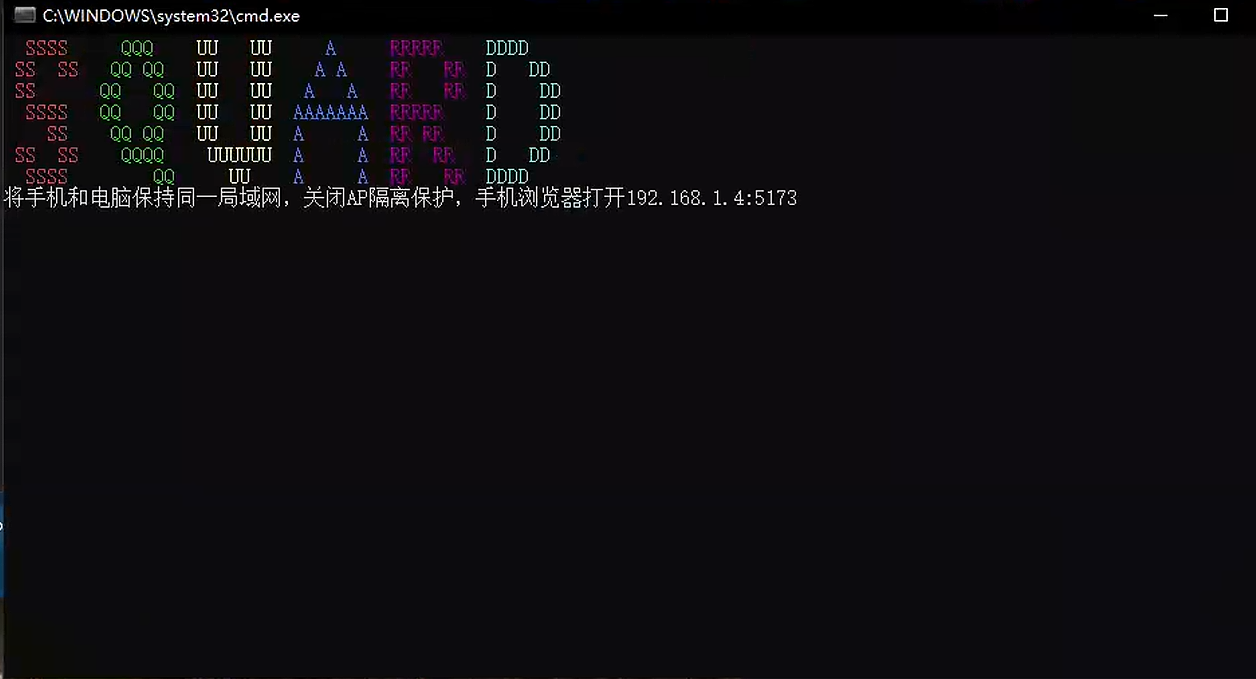 C:\WINDOWS\system32\cmd.exe
  SSSS     QQQ    UU   UU     A     RRRRR    DDDD
 SS  SS   QQ QQ   UU   UU    A A    RR   RR  D   DD
 SS      QQ   QQ  UU   UU   A   A   RR   RR  D    DD
  SSSS   QQ   QQ  UU   UU  AAAAAAA  RRRRR    D    DD
    SS    QQ QQ   UU   UU  A     A  RR RR    D    DD
 SS  SS    QQQQ    UUUUUU  A     A  RR  RR   D   DD
  SSSS        QQ     UU    A     A  RR   RR  DDDD
将手机和电脑保持同一局域网，关闭AP隔离保护，手机浏览器打开192.168.1.4:5173